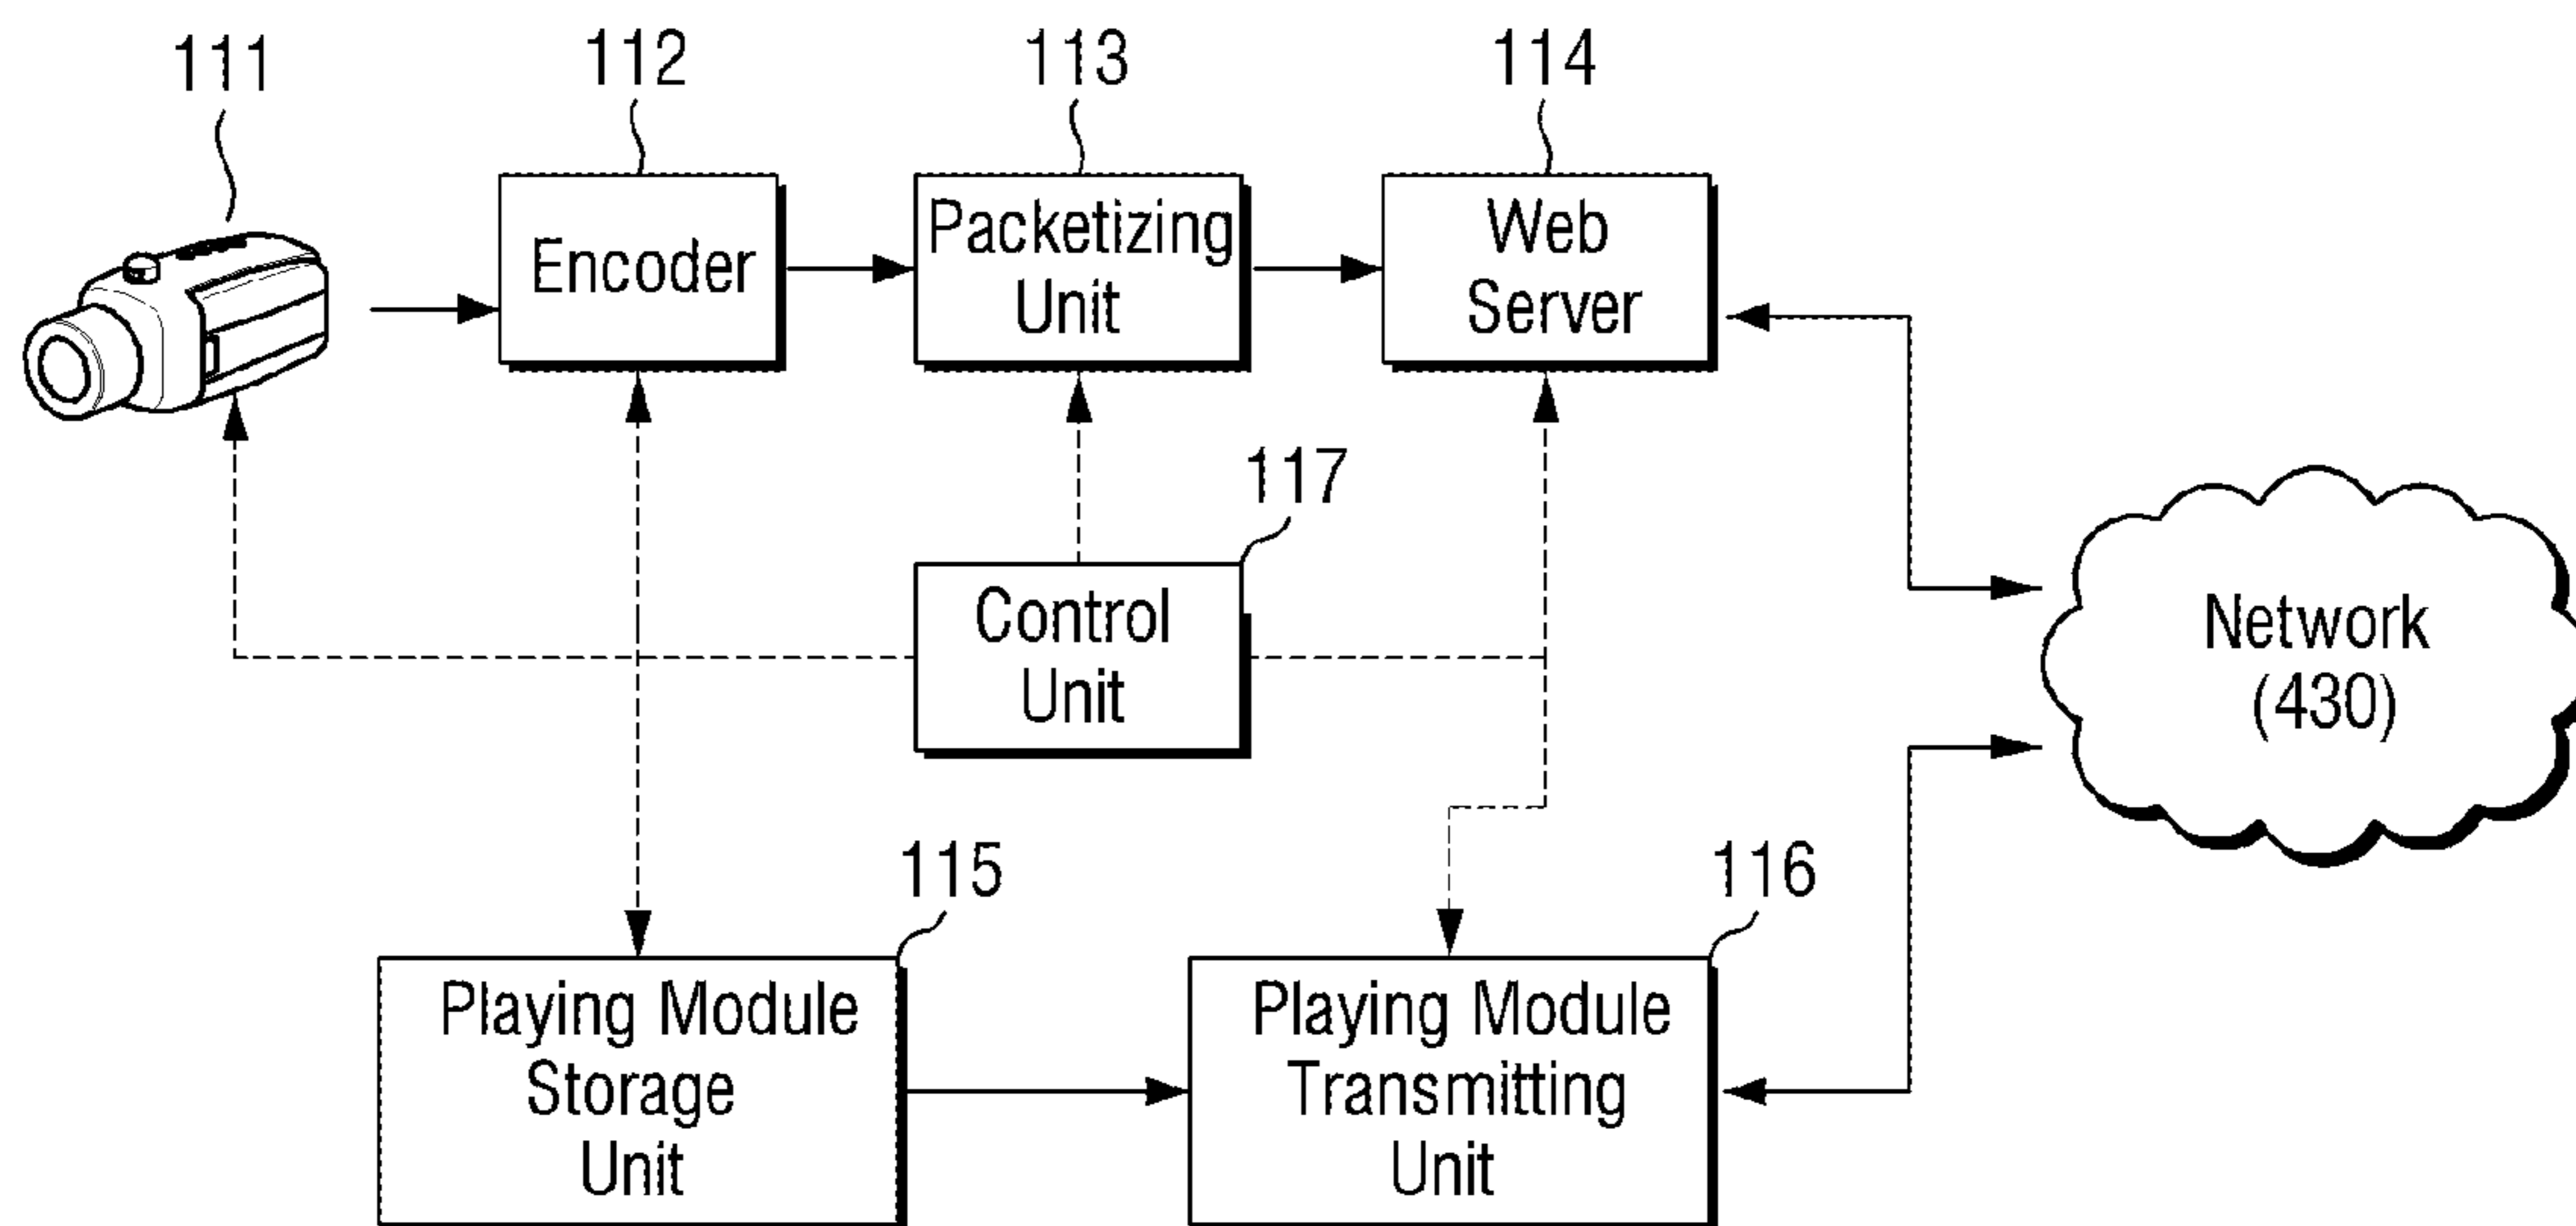 111
112
113
114
Encoder
Packetizing
Unit
Web
Server
117
Control
Unit
Network
(430)
115
116
Playing Module
Storage
Unit
Playing Module
Transmitting
Unit